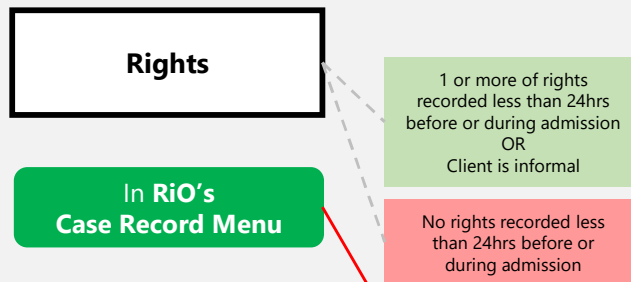 Rights
1 or more of rights
recorded less than 24hrs
before or during admission
OR
Client is informal
In RiO's
Case Record Menu
No rights recorded less
than 24hrs before or
during admission